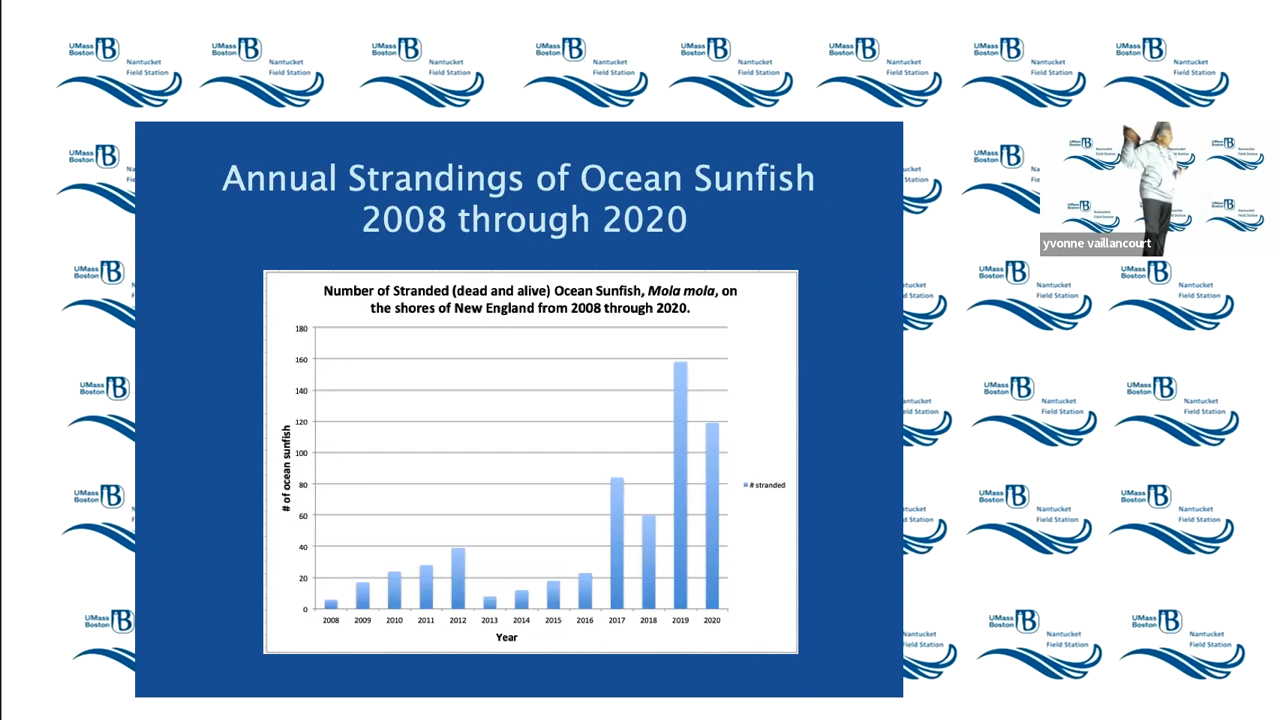 UMass
Boston
Nantucket
Field Station
Annual Strandings of Ocean Sunfish
2008 through 2020
Number of Stranded (dead and alive) Ocean Sunfish, Mola mola, on
the shores of New England from 2008 through 2020.
180
160
140
120
100
80
60
40
20
0
# of ocean sunfish
2008 2009 2010 2011 2012 2013 2014 2015 2016 2017 2018 2019 2020
Year
# stranded
yvonne vaillancourt